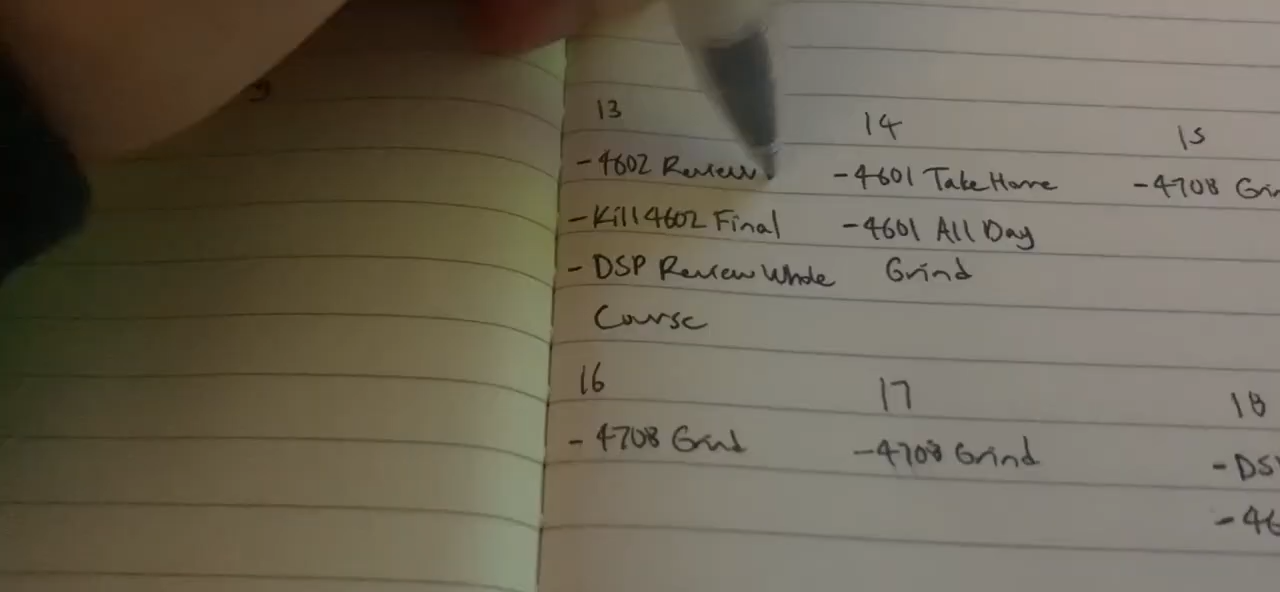 13 14 15
-4602 Review -4601 Take Home -4708
-Kill 4602 Final -4601 All Day
- DSP Review Whole Grind
Course
16 17 18
- 4708 Grind -4708 Grind